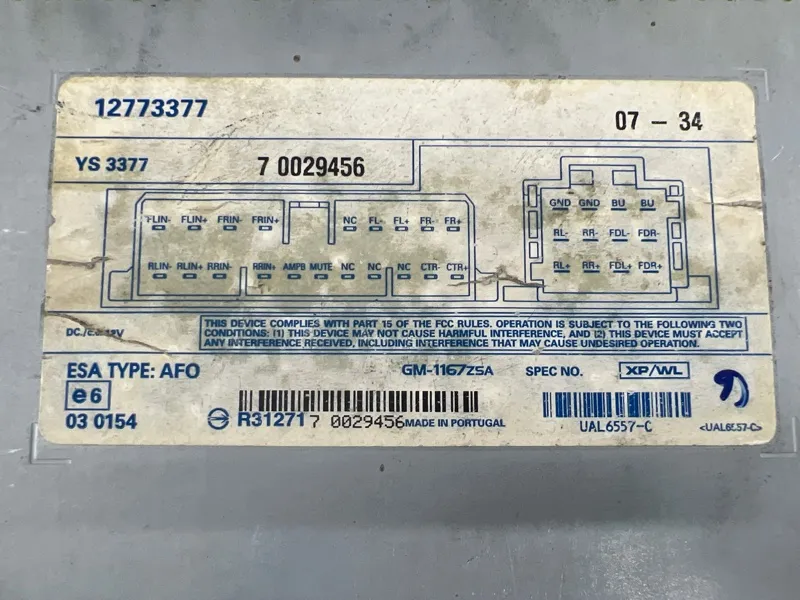 12773377
07 - 34
YS 3377
7 0029456
FLIN- FLIN+ FRIN- FRIN+ NC FL- FL+ FR- FR+
RLIN- RLIN+ RRIN- RRIN+ AMPB MUTE NC NC NC CTR- CTR+
GND GND BU BU
RL- RR- FDL- FDR-
RL+ RR+ FDL+ FDR+
THIS DEVICE COMPLIES WITH PART 15 OF THE FCC RULES. OPERATION IS SUBJECT TO THE FOLLOWING TWO
CONDITIONS: (1) THIS DEVICE MAY NOT CAUSE HARMFUL INTERFERENCE, AND (2) THIS DEVICE MUST ACCEPT
ANY INTERFERENCE RECEIVED, INCLUDING INTERFERENCE THAT MAY CAUSE UNDESIRED OPERATION.
ESA TYPE: AFO
GM-1167ZSA
SPEC NO.
XP/WL
e6
03 0154
R31271
7 0029456
MADE IN PORTUGAL
UAL6557-C
<UAL6557-C>